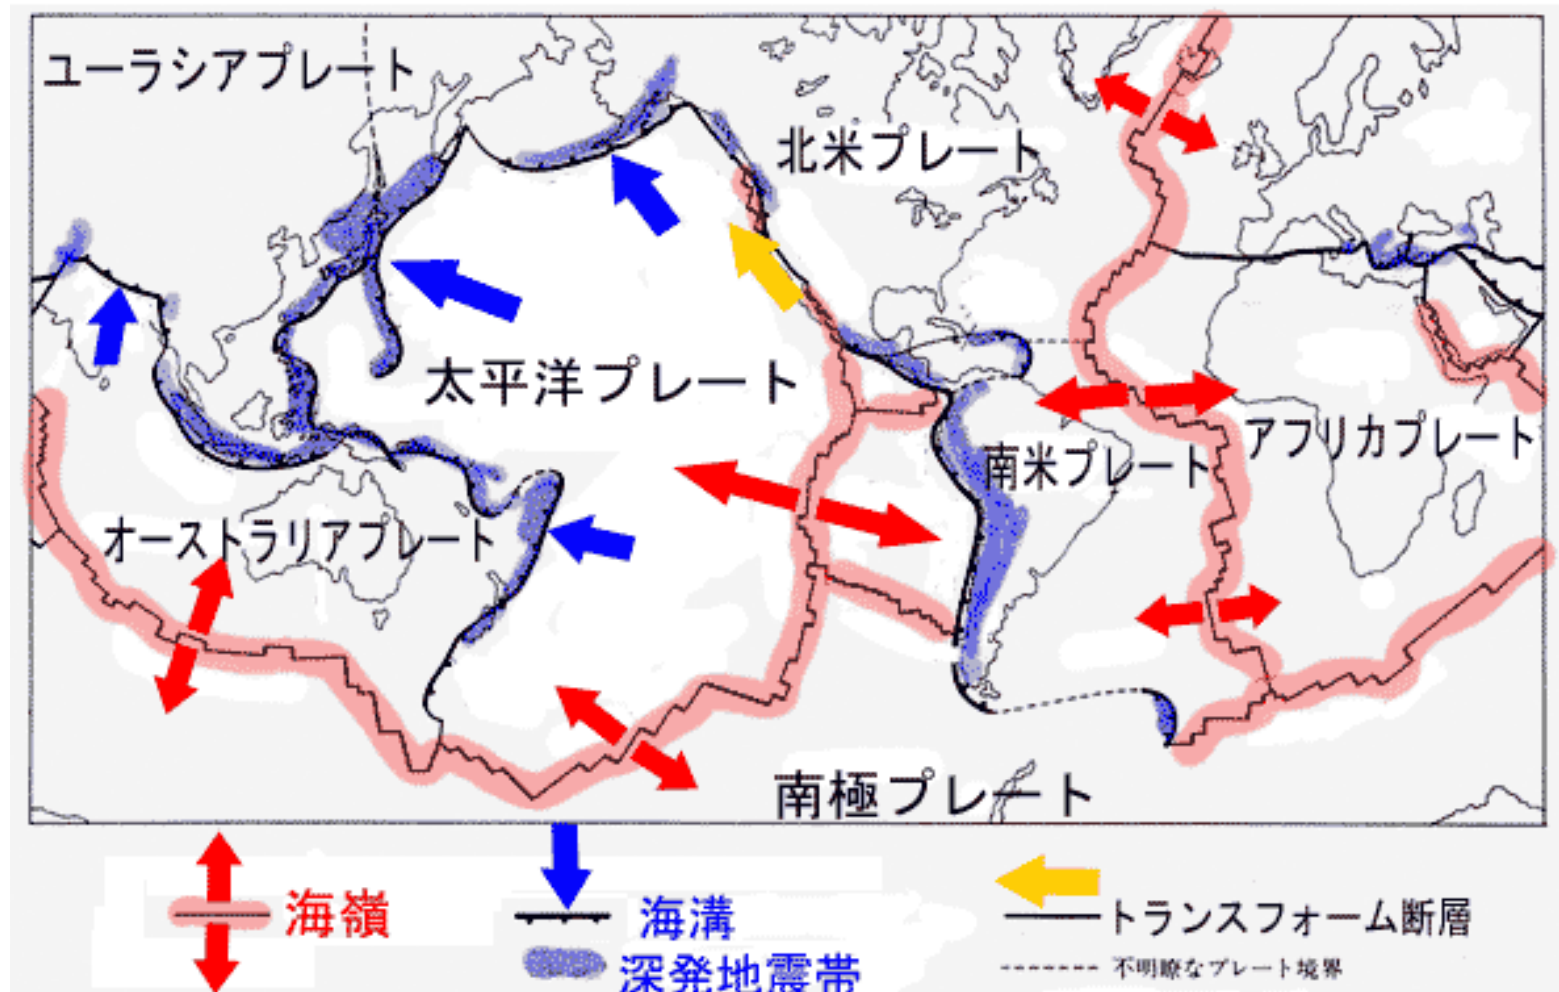 ユーラシアプレート
北米プレート
太平洋プレート
アフリカプレート
南米プレート
オーストラリアプレート
南極プレート
海嶺
海溝
深発地震帯
トランスフォーム断層
不明瞭なプレート境界